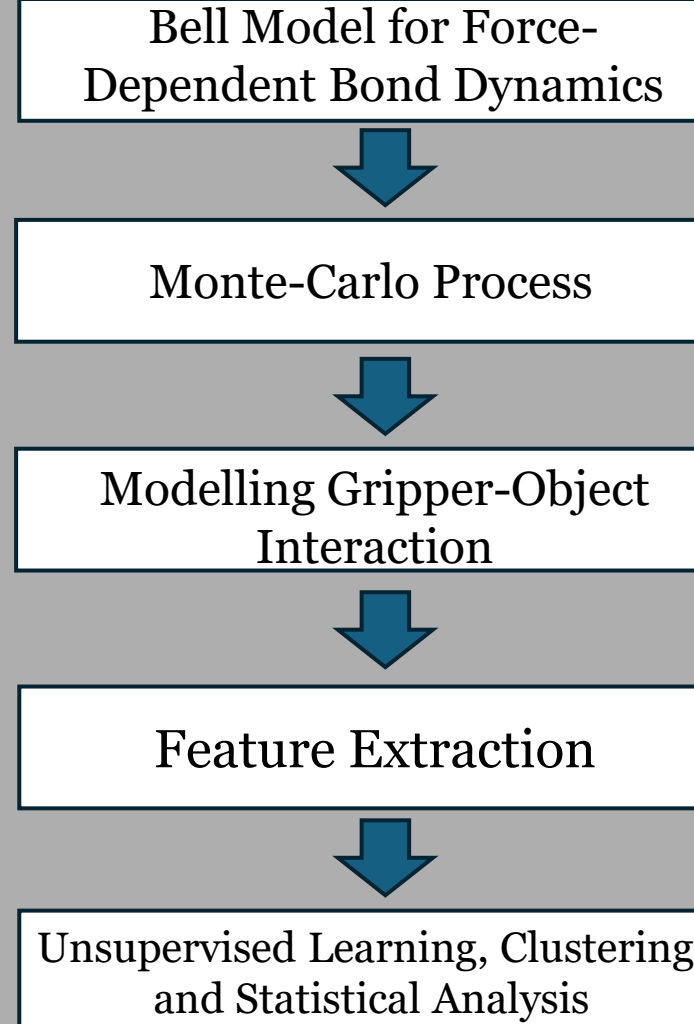 Bell Model for Force-
Dependent Bond Dynamics
Monte-Carlo Process
Modelling Gripper-Object
Interaction
Feature Extraction
Unsupervised Learning, Clustering
and Statistical Analysis